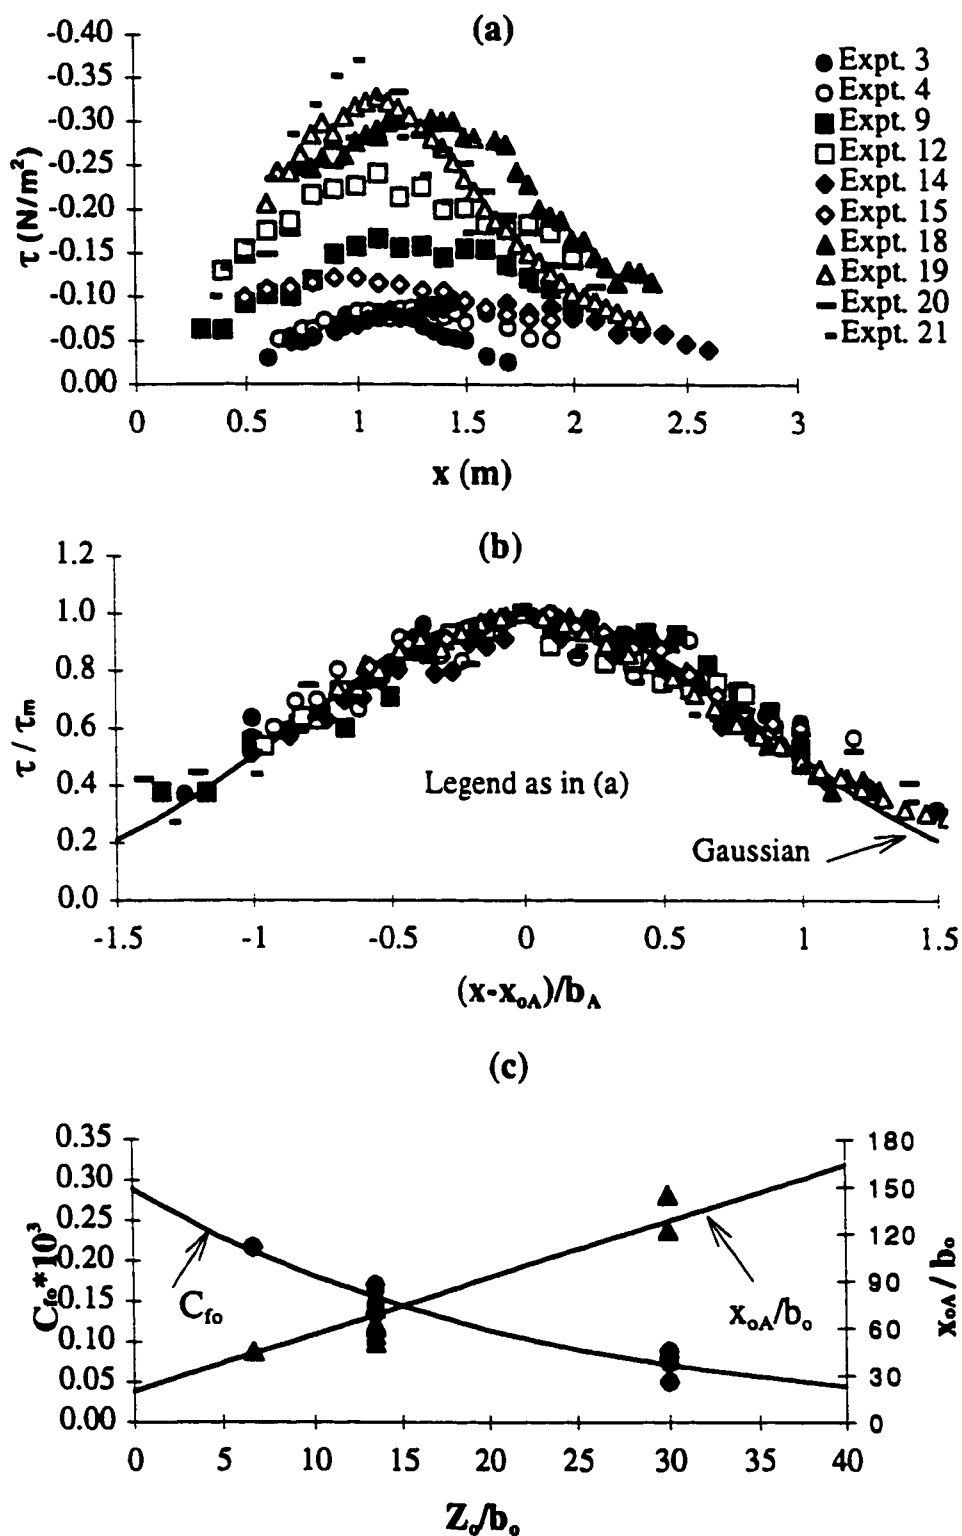 (a)
-0.40
-0.35
-0.30
-0.25
-0.20
-0.15
-0.10
-0.05
0.00
τ (N/m²)
0 0.5 1 1.5 2 2.5 3
x (m)
Expt. 3
Expt. 4
Expt. 9
Expt. 12
Expt. 14
Expt. 15
Expt. 18
Expt. 19
Expt. 20
Expt. 21
(b)
1.2
1.0
0.8
0.6
0.4
0.2
0.0
τ / τm
Legend as in (a)
Gaussian
-1.5 -1 -0.5 0 0.5 1 1.5
(x-xoA)/bA
(c)
0.35
0.30
0.25
0.20
0.15
0.10
0.05
0.00
Cfo*10³
Cfo
xoA/bo
180
150
120
90
60
30
0
xoA / bo
0 5 10 15 20 25 30 35 40
Zo/bo